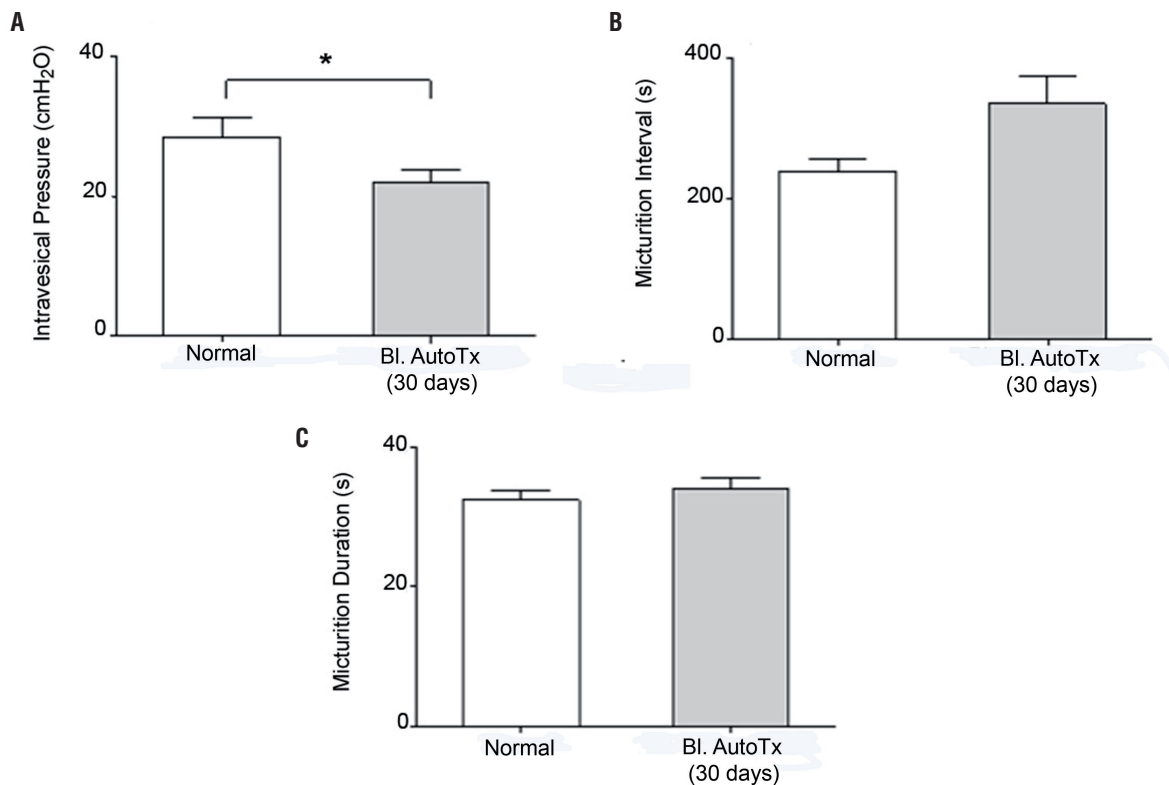 A
Intravesical Pressure (cmH2O)
40
20
0
*
Normal
Bl. AutoTx
(30 days)
B
Micturition Interval (s)
400
200
0
Normal
Bl. AutoTx
(30 days)
C
Micturition Duration (s)
40
20
0
Normal
Bl. AutoTx
(30 days)